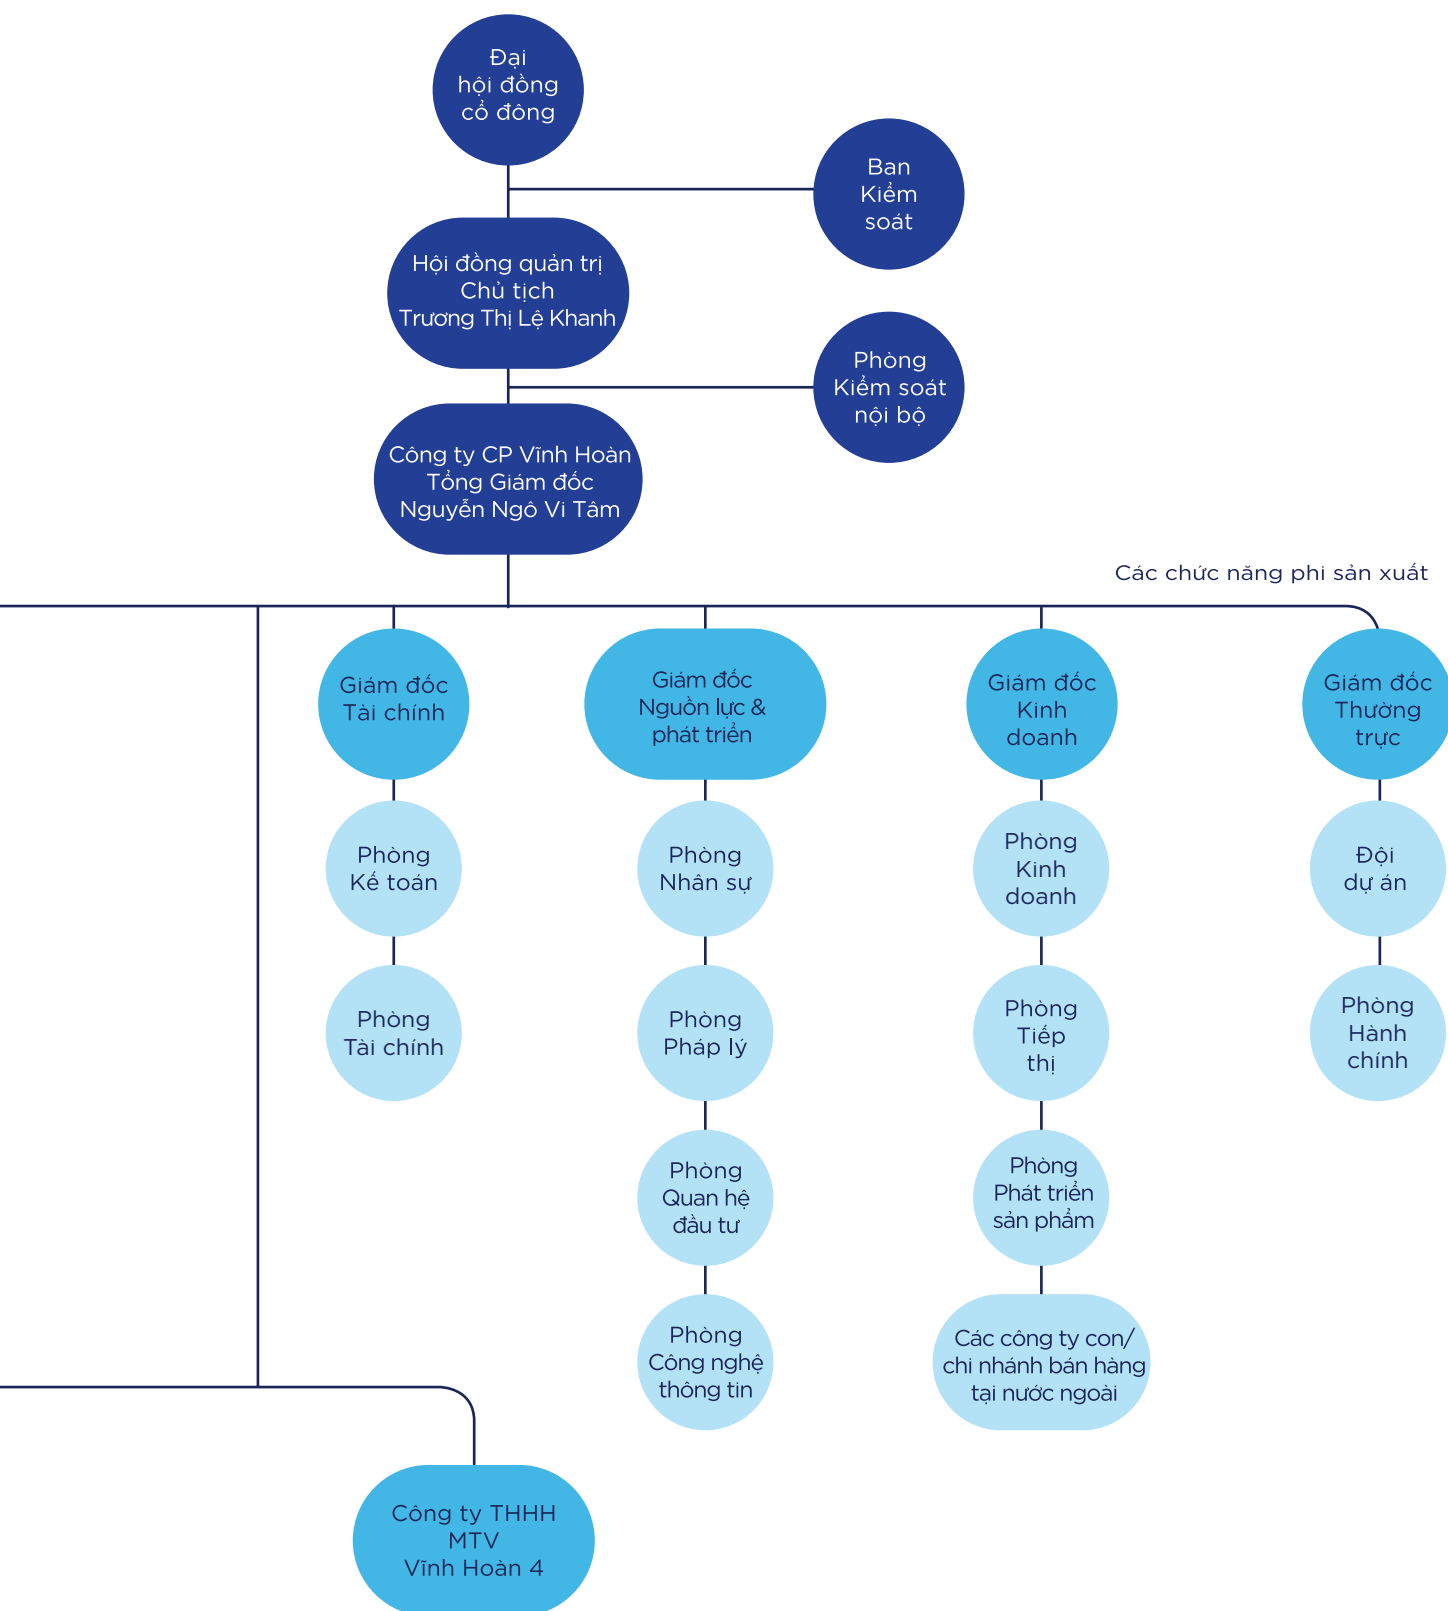 Đại
hội đồng
cổ đông
Ban
Kiểm
soát
Hội đồng quản trị
Chủ tịch
Trương Thị Lệ Khanh
Phòng
Kiểm soát
nội bộ
Công ty CP Vĩnh Hoàn
Tổng Giám đốc
Nguyễn Ngô Vi Tâm
Các chức năng phi sản xuất
Giám đốc
Tài chính
Phòng
Kế toán
Phòng
Tài chính
Giám đốc
Nguồn lực &
phát triển
Phòng
Nhân sự
Phòng
Pháp lý
Phòng
Quan hệ
đầu tư
Phòng
Công nghệ
thông tin
Giám đốc
Kinh
doanh
Phòng
Kinh
doanh
Phòng
Tiếp
thị
Phòng
Phát triển
sản phẩm
Các công ty con/
chi nhánh bán hàng
tại nước ngoài
Giám đốc
Thường
trực
Đội
dự án
Phòng
Hành
chính
Công ty THHH
MTV
Vĩnh Hoàn 4